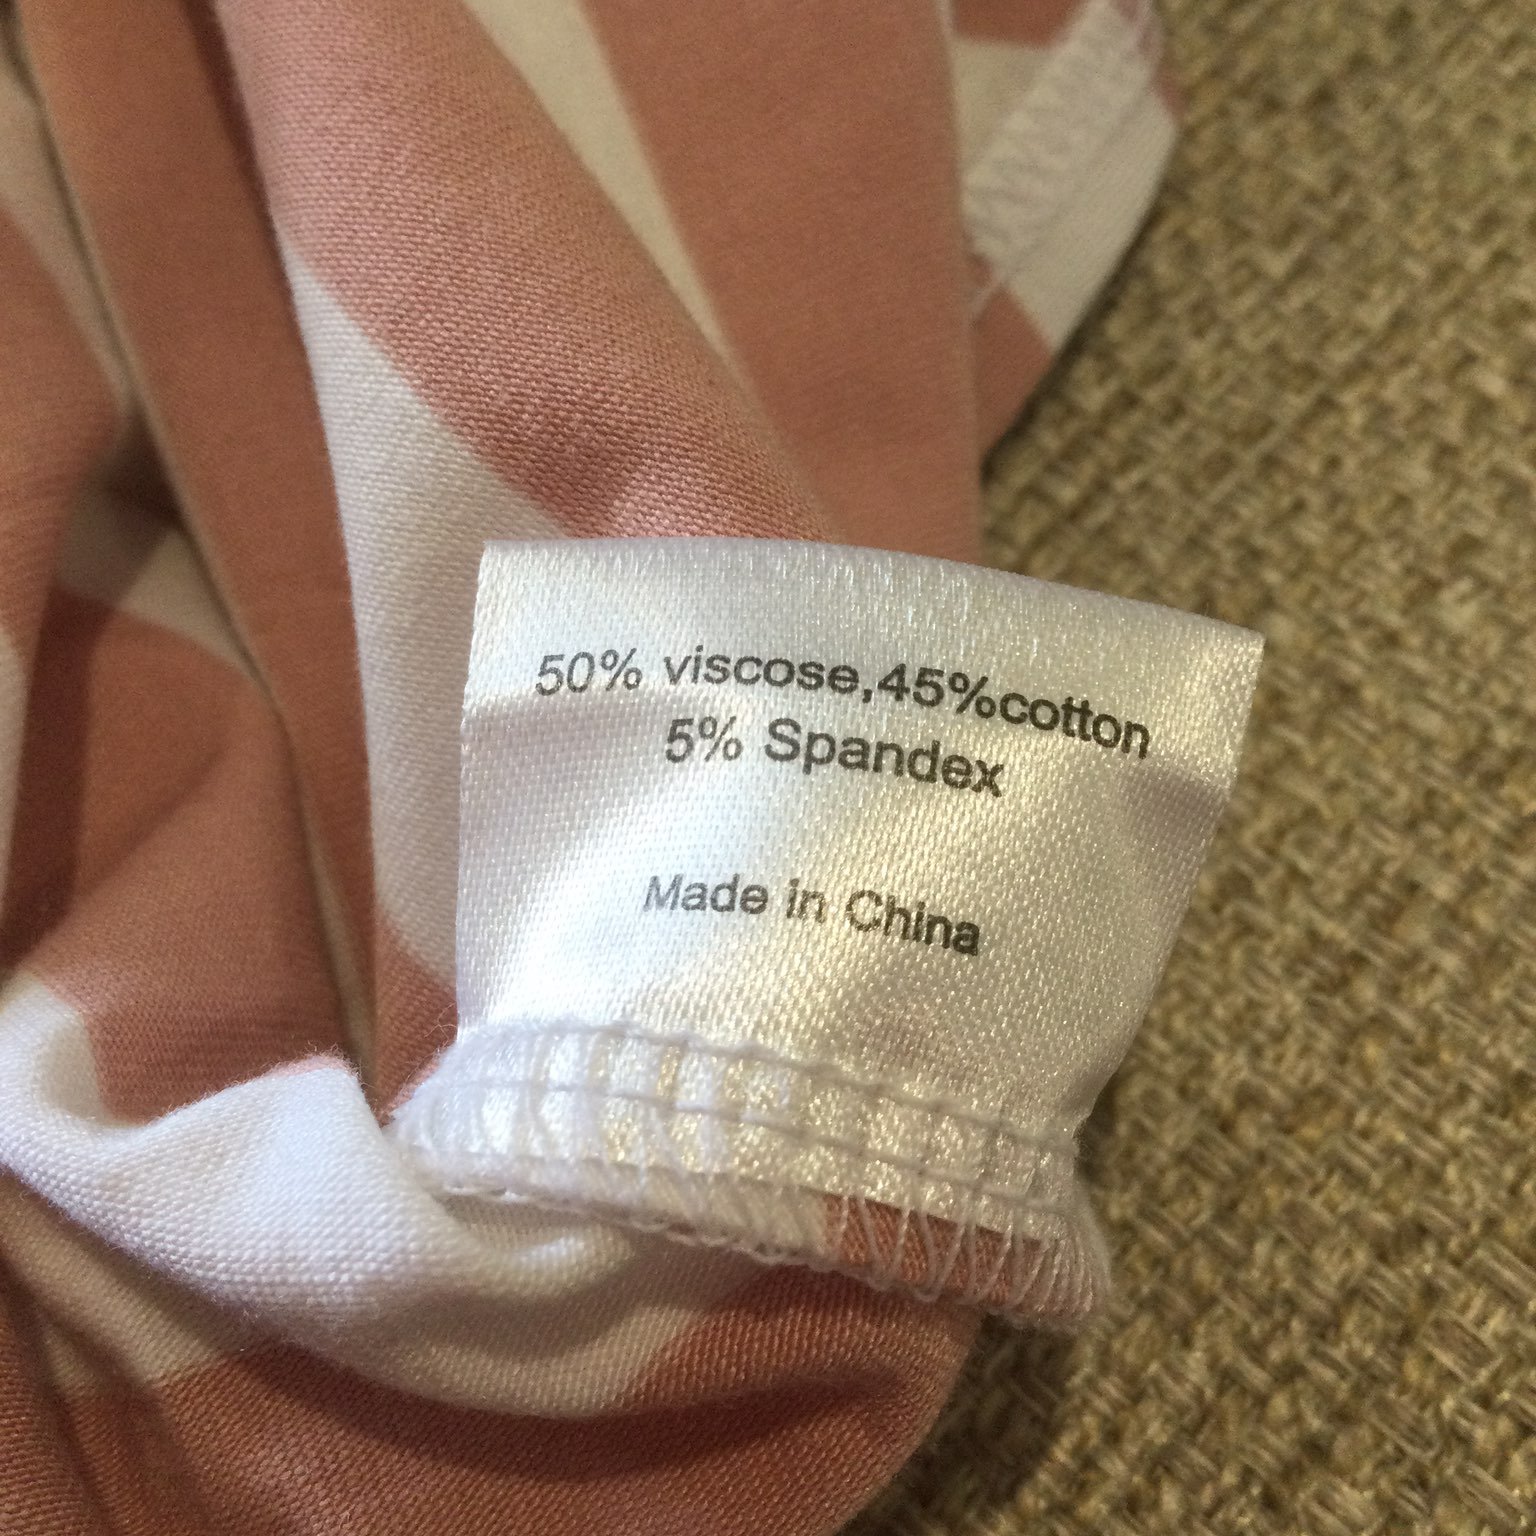 50% viscose,45%cotton
5% Spandex
Made in China